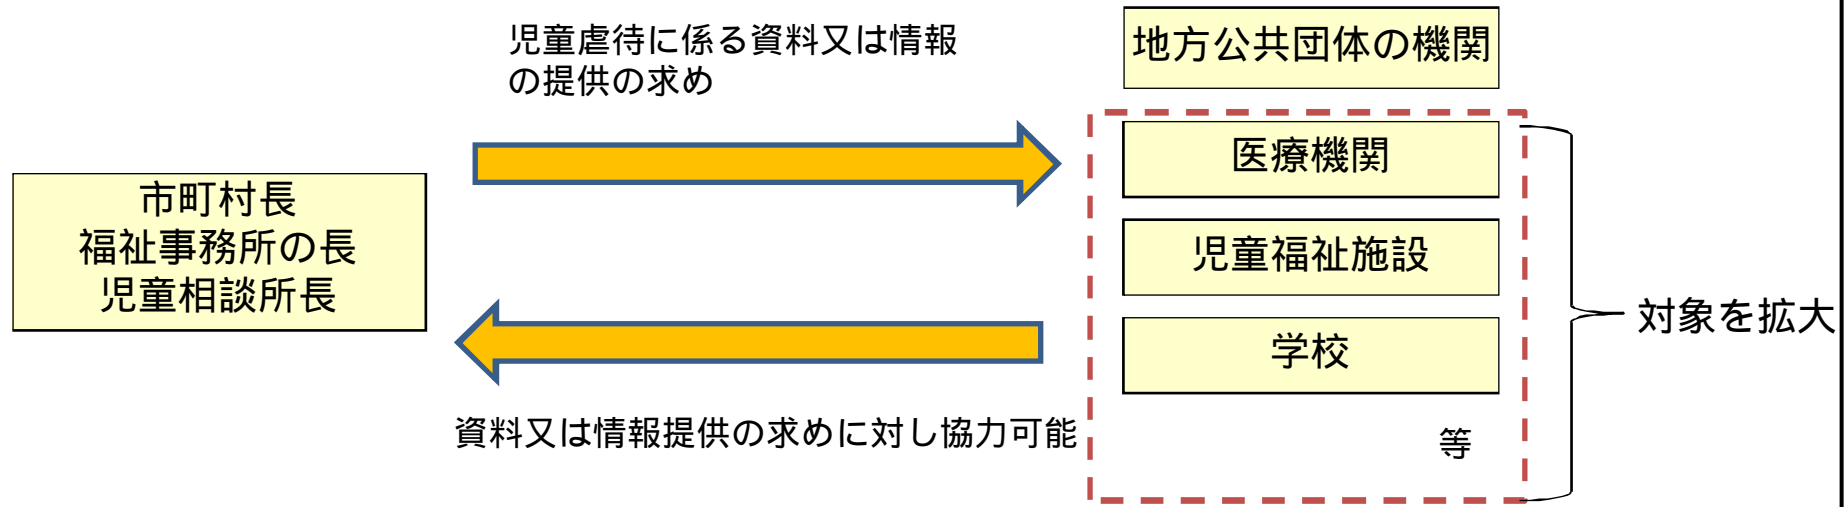 児童虐待に係る資料又は情報
の提供の求め
地方公共団体の機関
医療機関
市町村長
福祉事務所の長
児童相談所長
児童福祉施設
対象を拡大
学校
資料又は情報提供の求めに対し協力可能
等